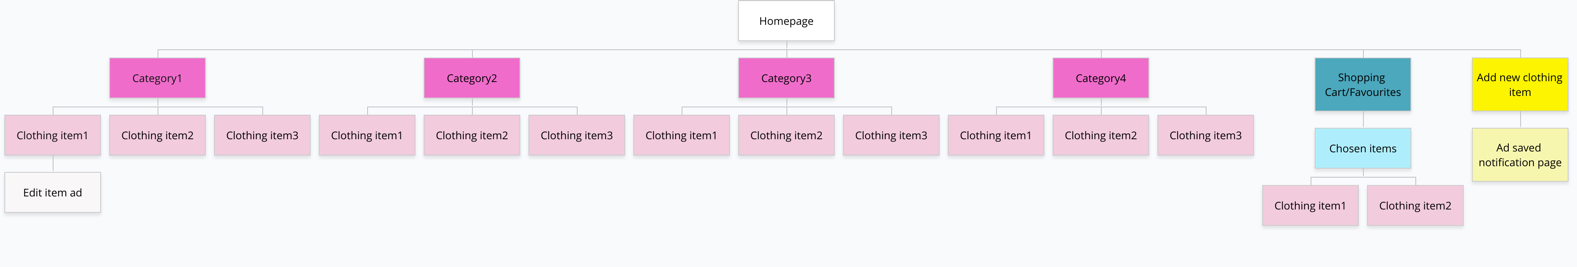 Homepage
Category1
Category2
Category3
Category4
Shopping
Cart/Favourites
Add new clothing
item
Clothing item1
Clothing item2
Clothing item3
Clothing item1
Clothing item2
Clothing item3
Clothing item1
Clothing item2
Clothing item3
Clothing item1
Clothing item2
Clothing item3
Chosen items
Ad saved
notification page
Edit item ad
Clothing item1
Clothing item2